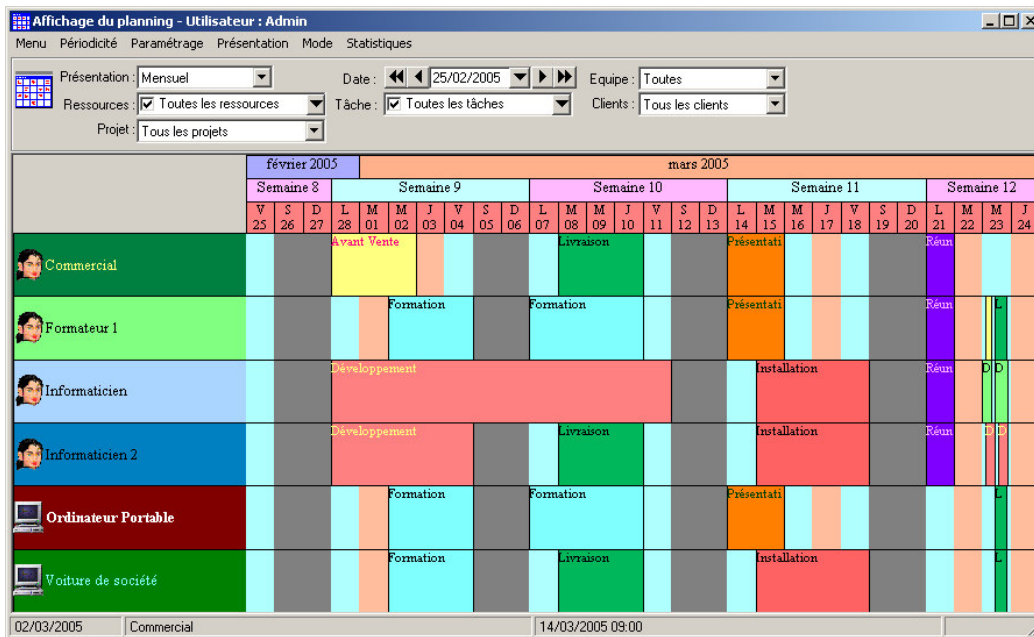 Affichage du planning - Utilisateur : Admin
Menu Périodicité Paramétrage Présentation Mode Statistiques
Présentation : Mensuel Date : 25/02/2005 Equipe : Toutes
Ressources : Toutes les ressources Tâche : Toutes les tâches Clients : Tous les clients
Projet : Tous les projets
février 2005 mars 2005
Semaine 8 Semaine 9 Semaine 10 Semaine 11 Semaine 12
V S D L M M J V S D L M M J V S D L M M J V S D L M M J
25 26 27 28 01 02 03 04 05 06 07 08 09 10 11 12 13 14 15 16 17 18 19 20 21 22 23 24
Avant Vente Livraison Présentati Réun
Commercial
Formation Formation Présentati Réun L
Formateur 1
Développement Installation Réun D D
Informaticien
Développement Livraison Installation Réun D D
Informaticien 2
Formation Formation Présentati L
Ordinateur Portable
Formation Livraison Installation L
Voiture de société
02/03/2005 Commercial 14/03/2005 09:00